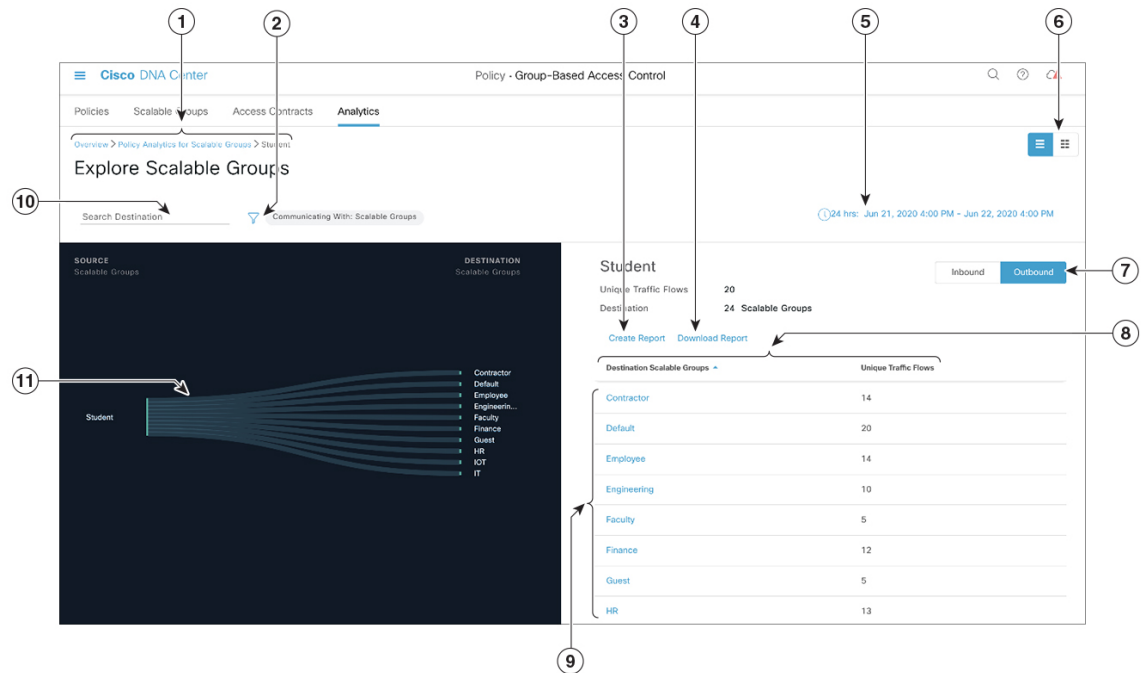 1 2 3 4 5 6
Cisco DNA Center
Policy - Group-Based Access Control
Policies Scalable Groups Access Contracts Analytics
Overview > Policy Analytics for Scalable Groups > Student
Explore Scalable Groups
10
Search Destination
Communicating With: Scalable Groups
24 hrs: Jun 21, 2020 4:00 PM - Jun 22, 2020 4:00 PM
SOURCE
Scalable Groups
DESTINATION
Scalable Groups
11
Student
Contractor
Default
Employee
Engineerin...
Faculty
Finance
Guest
HR
IOT
IT
Student
Inbound Outbound
7
Unique Traffic Flows 20
Destination 24 Scalable Groups
Create Report Download Report
8
Destination Scalable Groups Unique Traffic Flows
Contractor 14
Default 20
Employee 14
Engineering 10
Faculty 5
Finance 12
Guest 5
HR 13
9